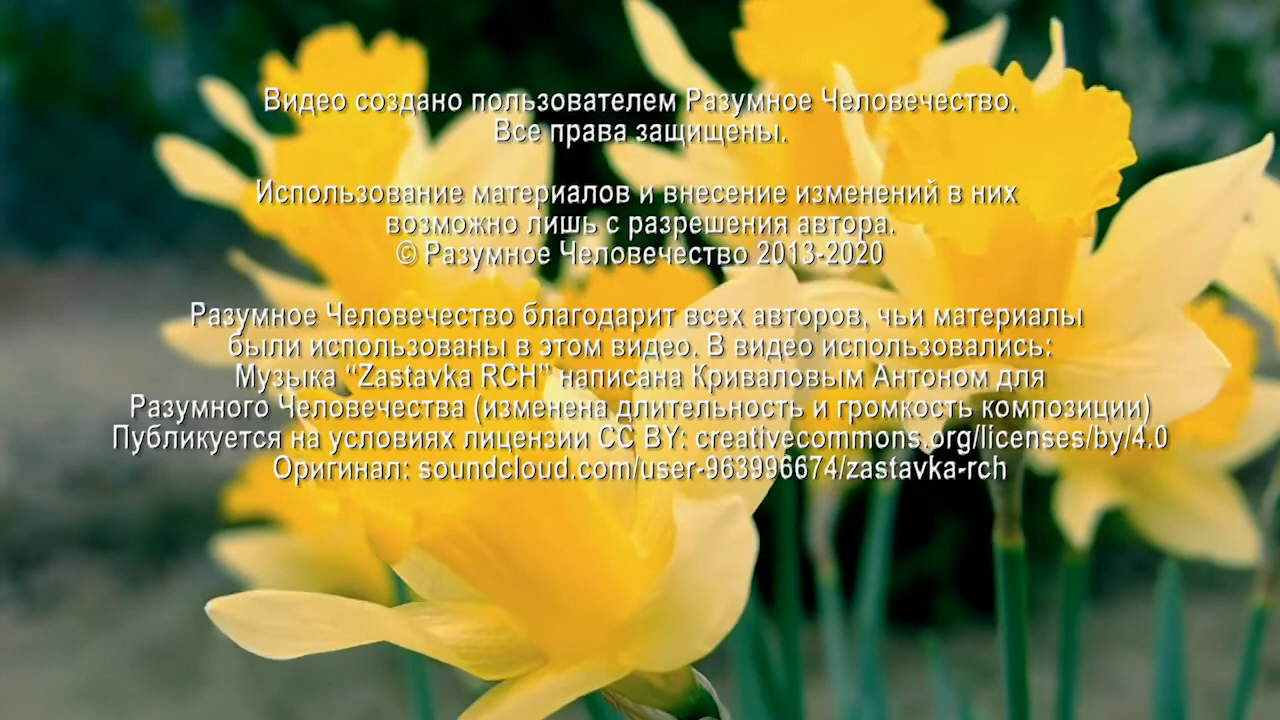 Видео создано пользователем Разумное Человечество.
Все права защищены.
Использование материалов и внесение изменений в них
возможно лишь с разрешения автора.
© Разумное Человечество 2013-2020
Разумное Человечество благодарит всех авторов, чьи материалы
были использованы в этом видео. В видео использовались:
Музыка “Zastavka RCH” написана Криваловым Антоном для
Разумного Человечества (изменена длительность и громкость композиции)
Публикуется на условиях лицензии CC BY: creativecommons.org/licenses/by/4.0
Оригинал: soundcloud.com/user-963996674/zastavka-rch